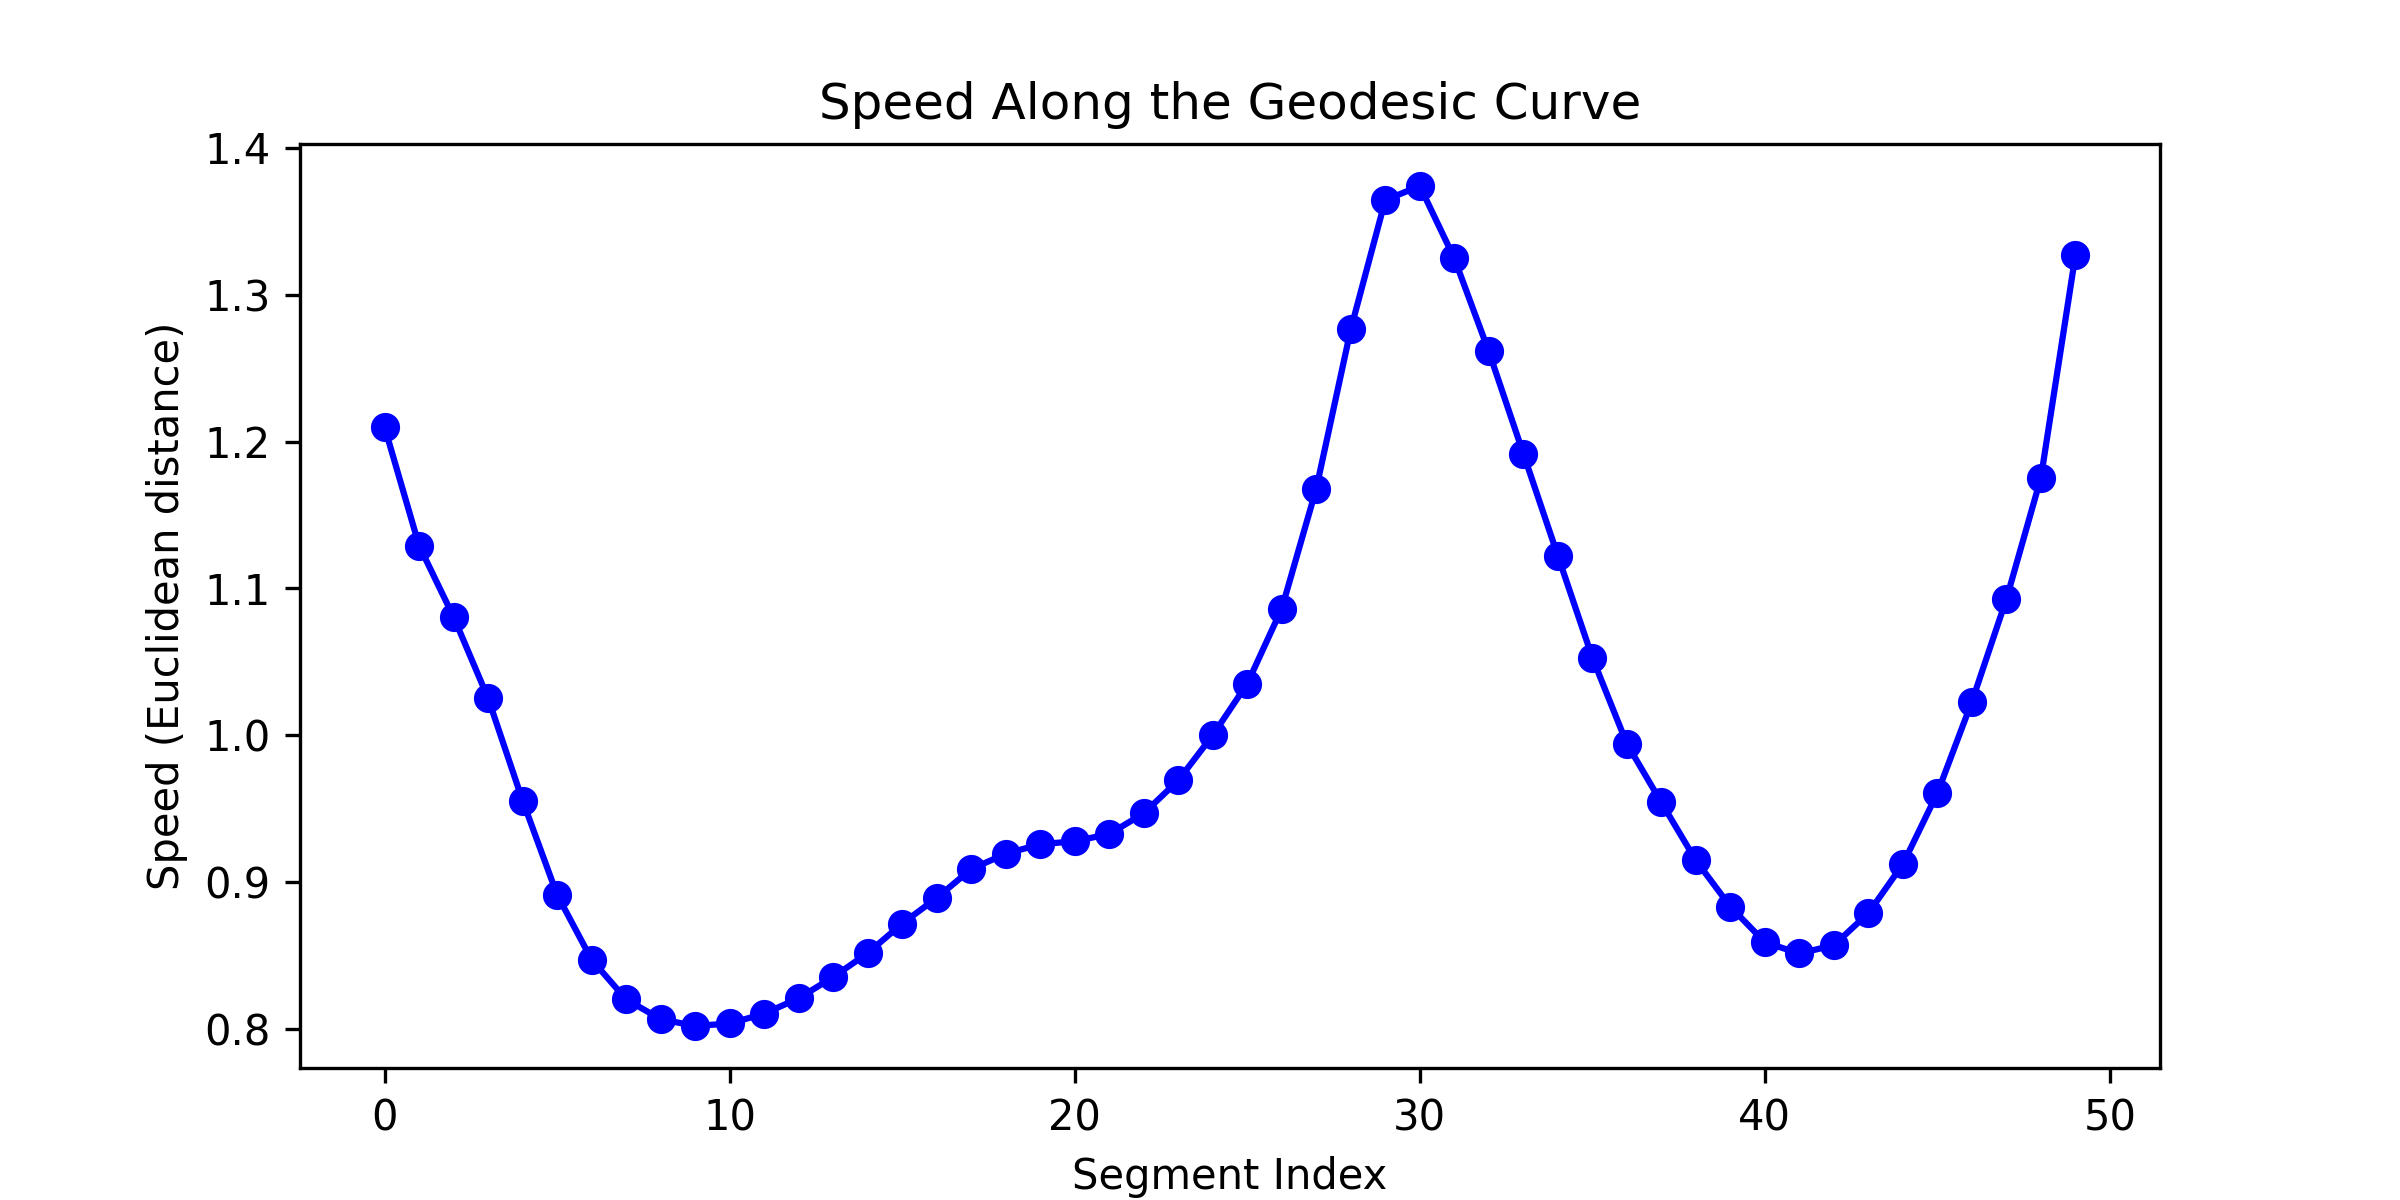 Speed Along the Geodesic Curve
1.4
1.3
1.2
1.1
1.0
0.9
0.8
Speed (Euclidean distance)
0 10 20 30 40 50
Segment Index